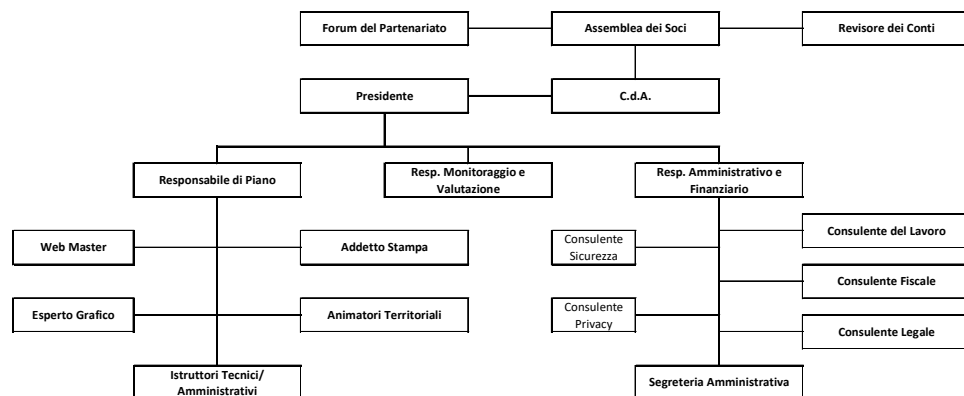 Forum del Partenariato
Assemblea dei Soci
Revisore dei Conti
Presidente
C.d.A.
Responsabile di Piano
Resp. Monitoraggio e
Valutazione
Resp. Amministrativo e
Finanziario
Web Master
Addetto Stampa
Consulente
Sicurezza
Consulente del Lavoro
Consulente Fiscale
Esperto Grafico
Animatori Territoriali
Consulente
Privacy
Consulente Legale
Istruttori Tecnici/
Amministrativi
Segreteria Amministrativa